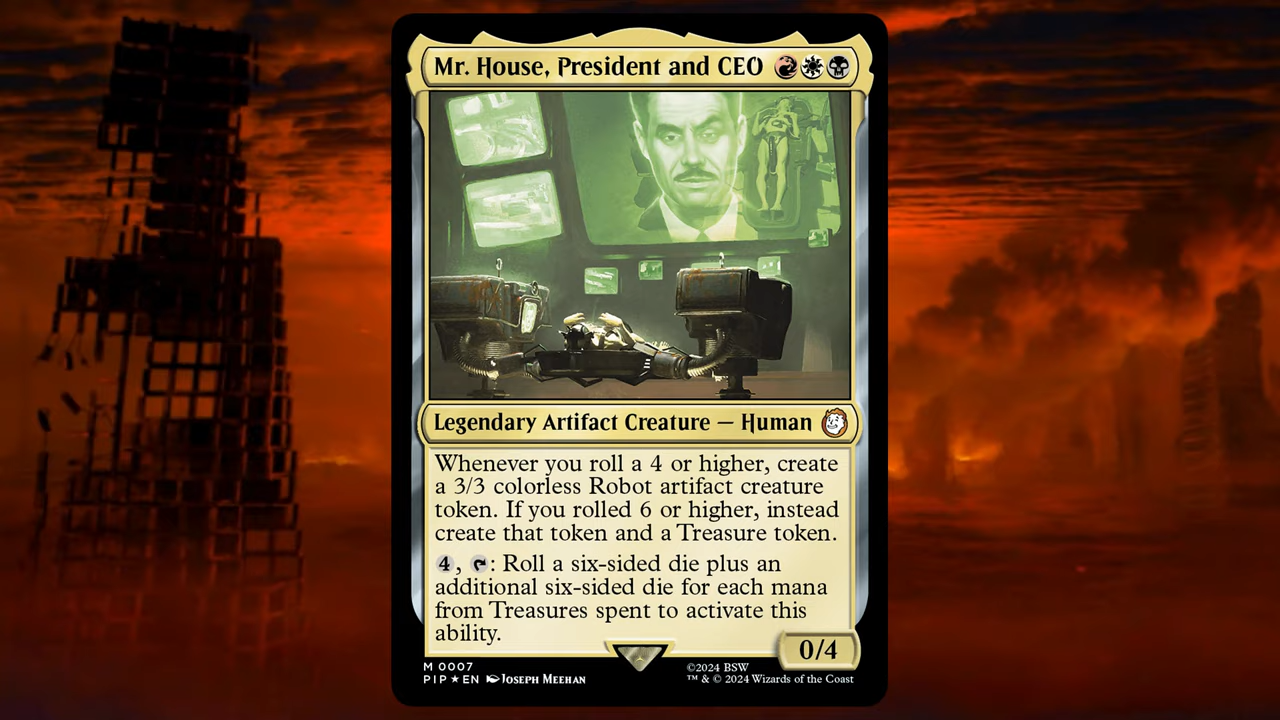 Mr. House, President and CEO
Legendary Artifact Creature — Human
Whenever you roll a 4 or higher, create
a 3/3 colorless Robot artifact creature
token. If you rolled 6 or higher, instead
create that token and a Treasure token.
4, : Roll a six-sided die plus an
additional six-sided die for each mana
from Treasures spent to activate this
ability.
0/4
M 0007
PIP ★ EN Joseph Meehan
©2024 BSW
™ & © 2024 Wizards of the Coast